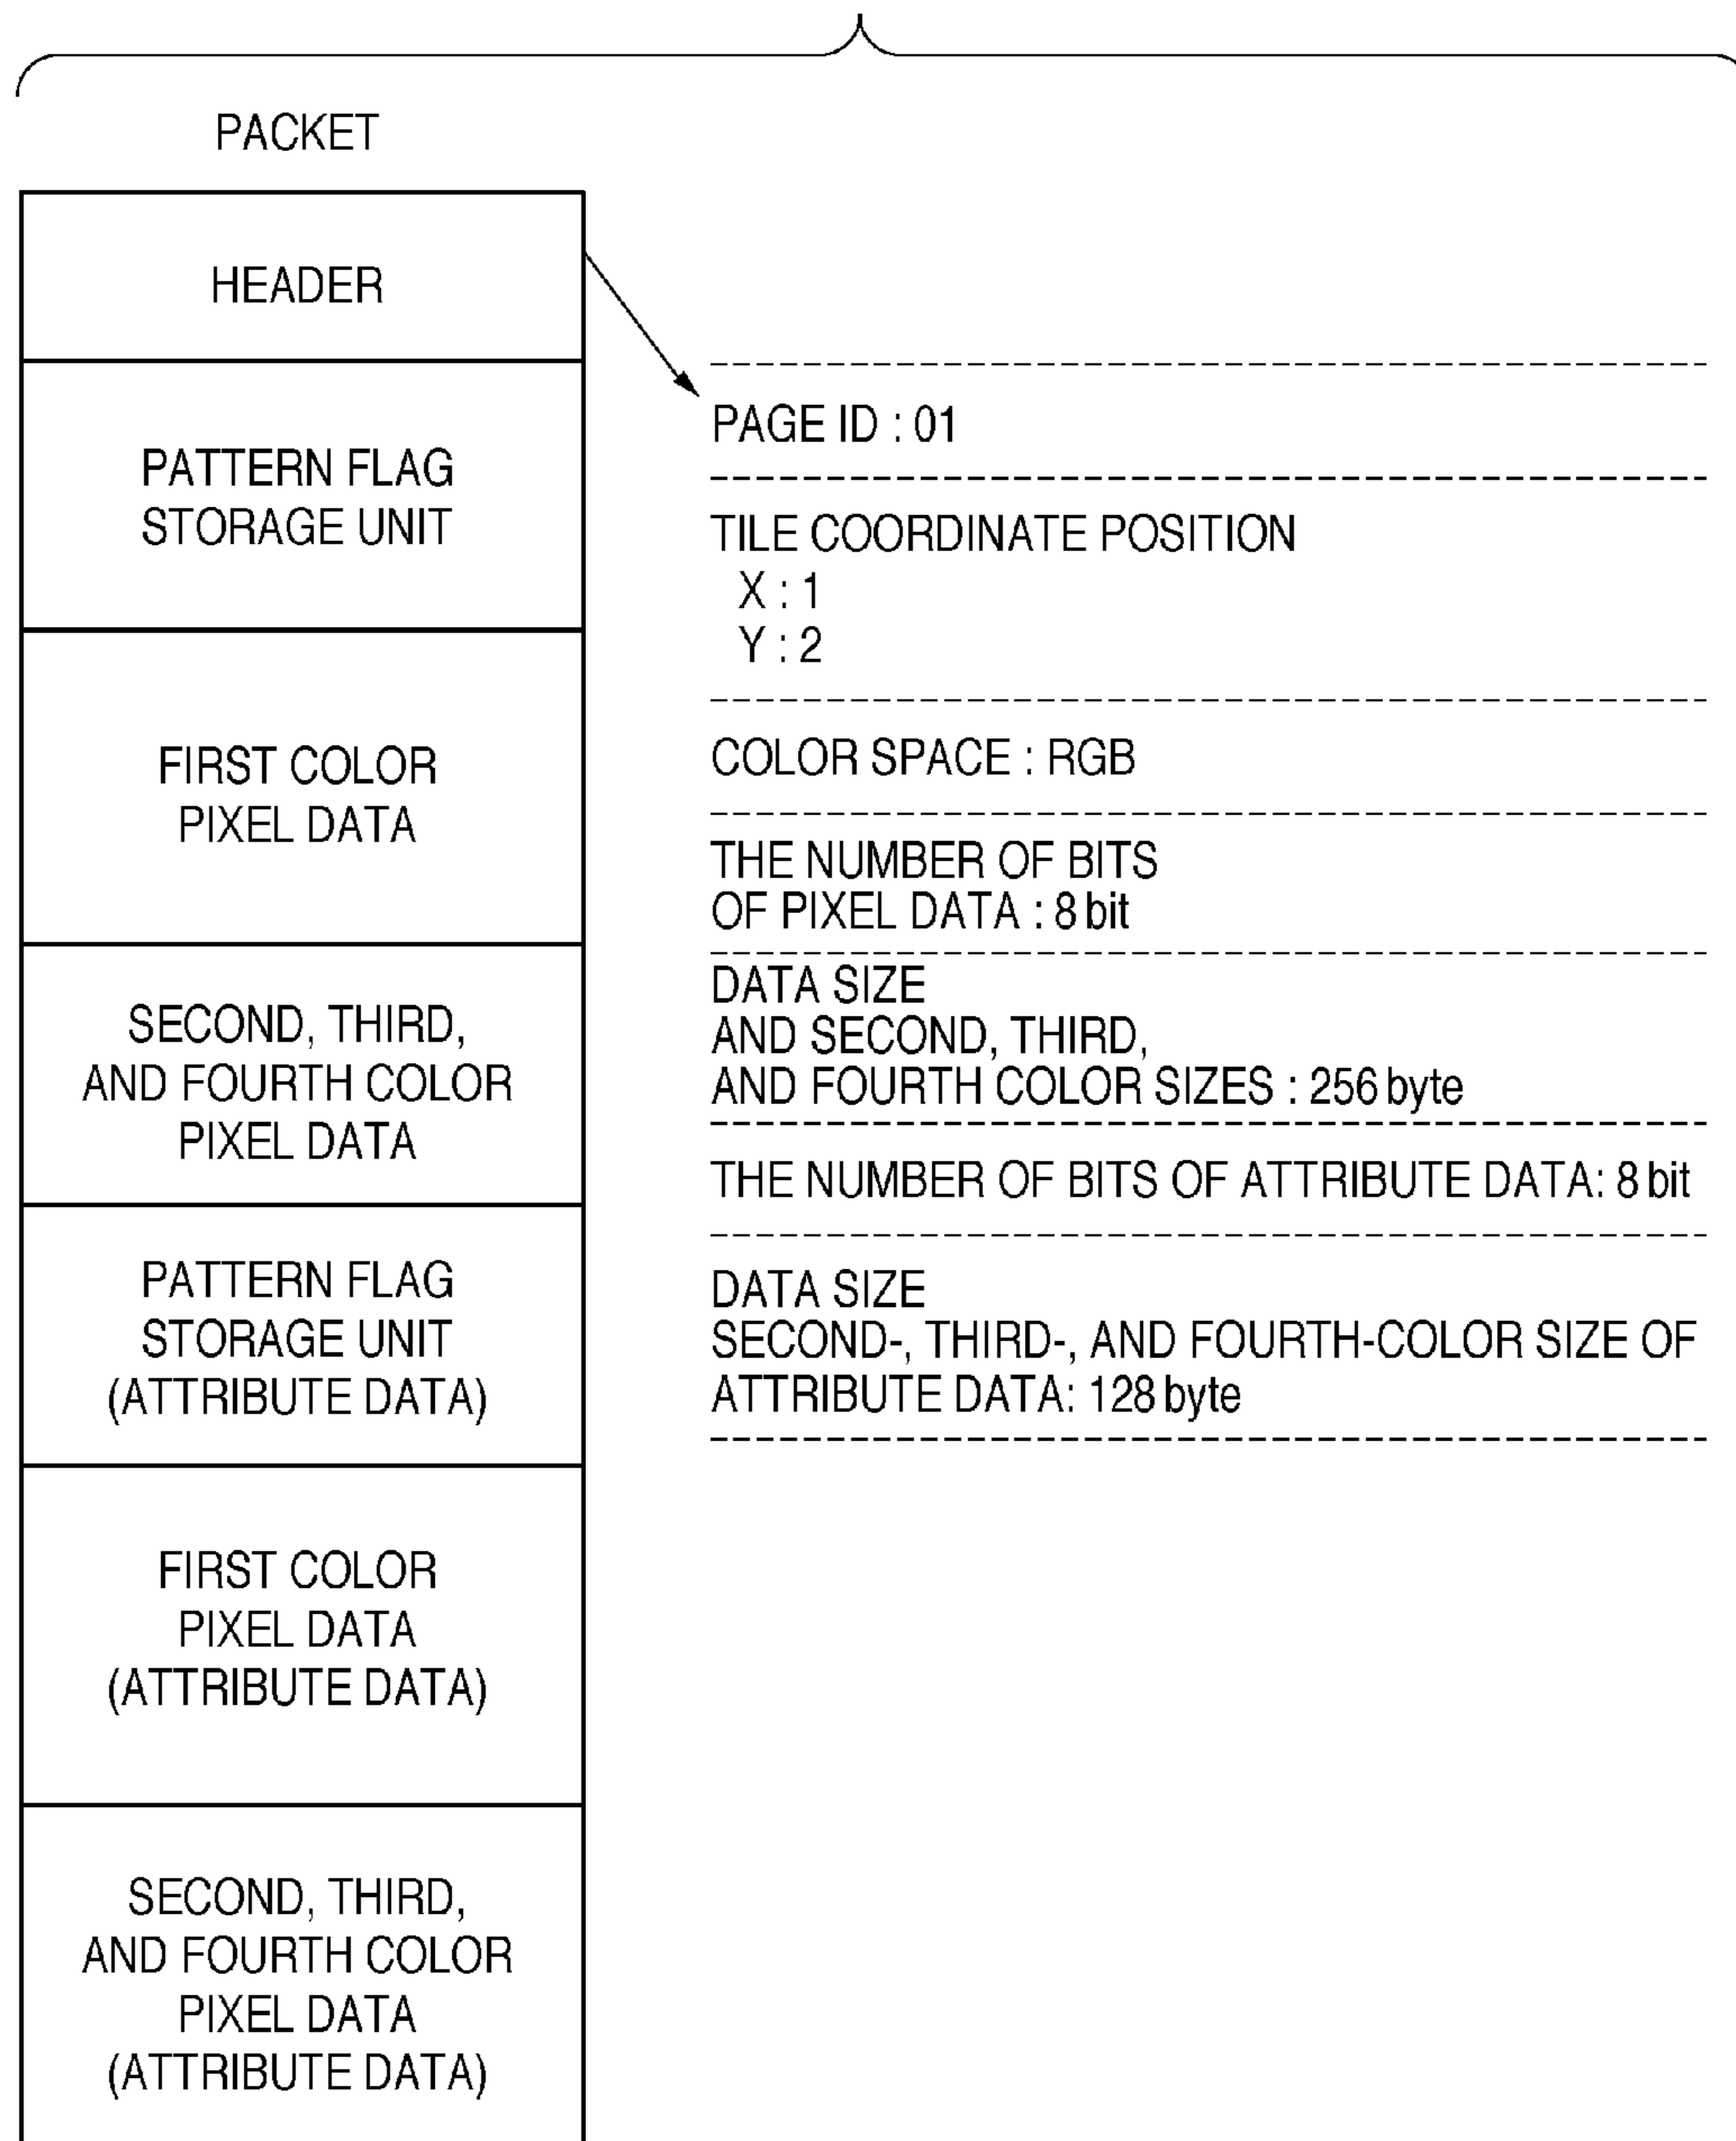 PACKET
HEADER
PATTERN FLAG
STORAGE UNIT
FIRST COLOR
PIXEL DATA
SECOND, THIRD,
AND FOURTH COLOR
PIXEL DATA
PATTERN FLAG
STORAGE UNIT
(ATTRIBUTE DATA)
FIRST COLOR
PIXEL DATA
(ATTRIBUTE DATA)
SECOND, THIRD,
AND FOURTH COLOR
PIXEL DATA
(ATTRIBUTE DATA)
PAGE ID : 01
TILE COORDINATE POSITION
X : 1
Y : 2
COLOR SPACE : RGB
THE NUMBER OF BITS
OF PIXEL DATA : 8 bit
DATA SIZE
AND SECOND, THIRD,
AND FOURTH COLOR SIZES : 256 byte
THE NUMBER OF BITS OF ATTRIBUTE DATA: 8 bit
DATA SIZE
SECOND-, THIRD-, AND FOURTH-COLOR SIZE OF
ATTRIBUTE DATA: 128 byte